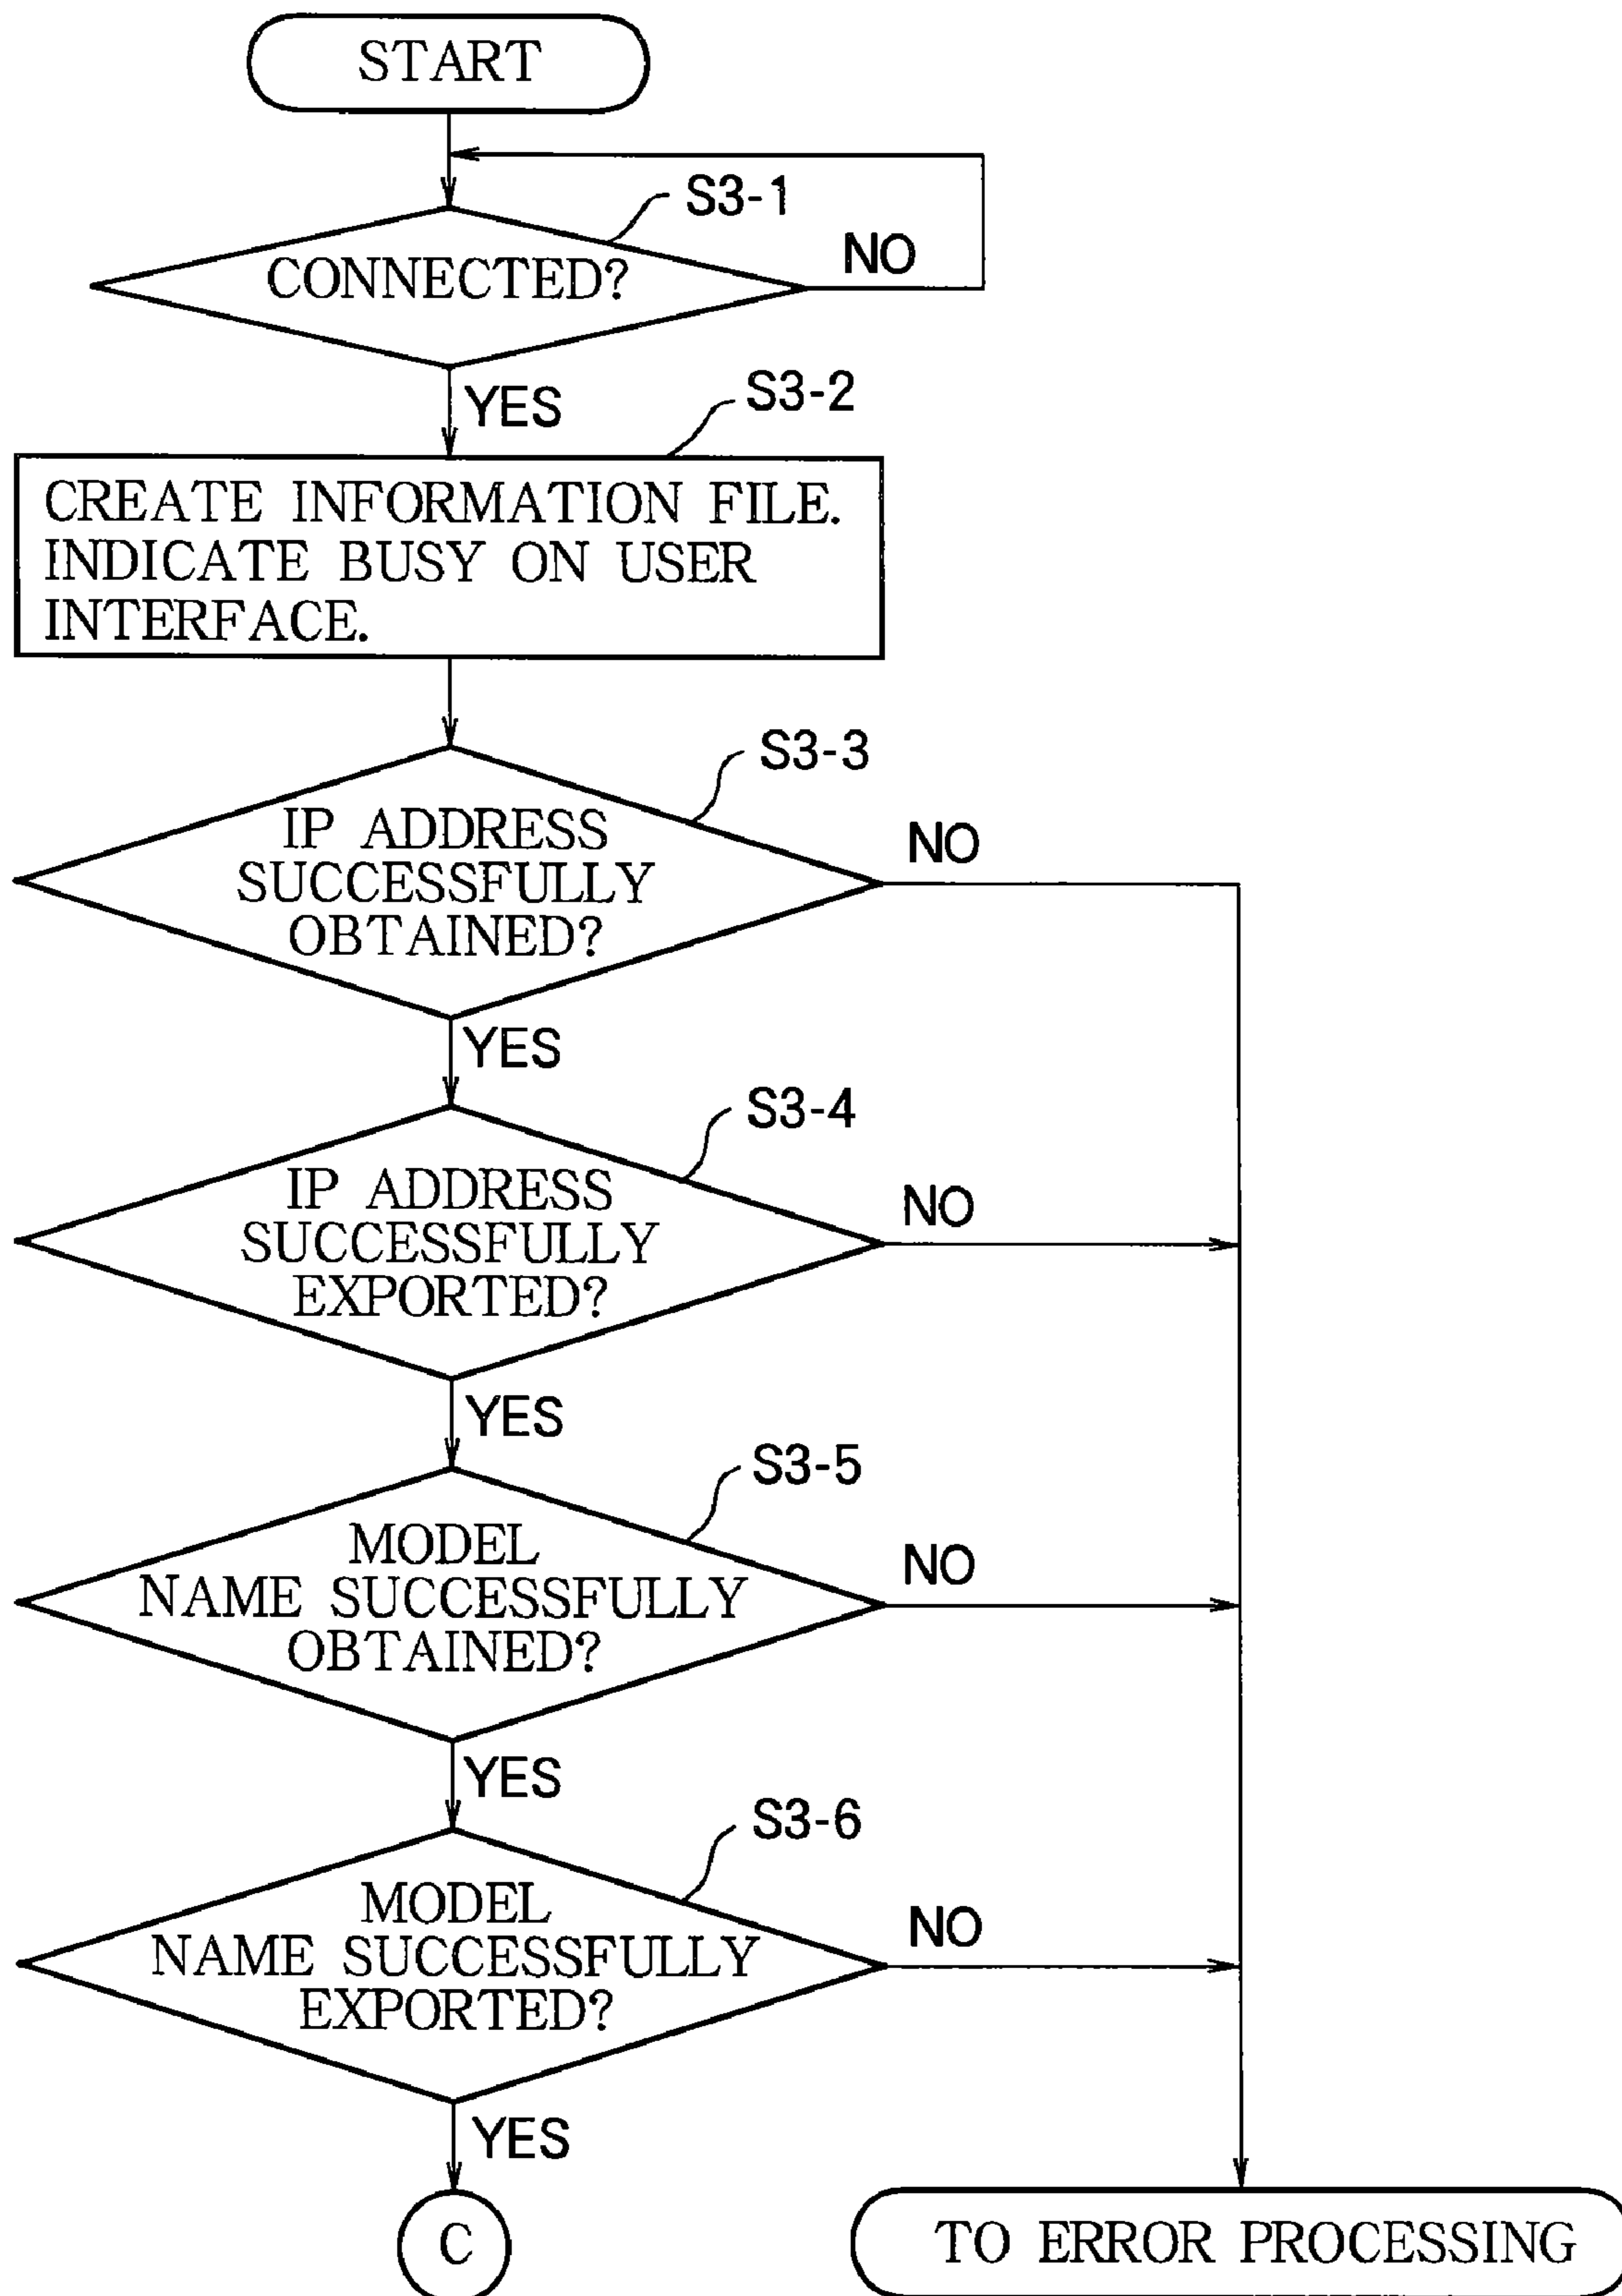 START
S3-1
CONNECTED?
NO
YES
S3-2
CREATE INFORMATION FILE.
INDICATE BUSY ON USER
INTERFACE.
S3-3
IP ADDRESS
SUCCESSFULLY
OBTAINED?
NO
YES
S3-4
IP ADDRESS
SUCCESSFULLY
EXPORTED?
NO
YES
S3-5
MODEL
NAME SUCCESSFULLY
OBTAINED?
NO
YES
S3-6
MODEL
NAME SUCCESSFULLY
EXPORTED?
NO
YES
C
TO ERROR PROCESSING